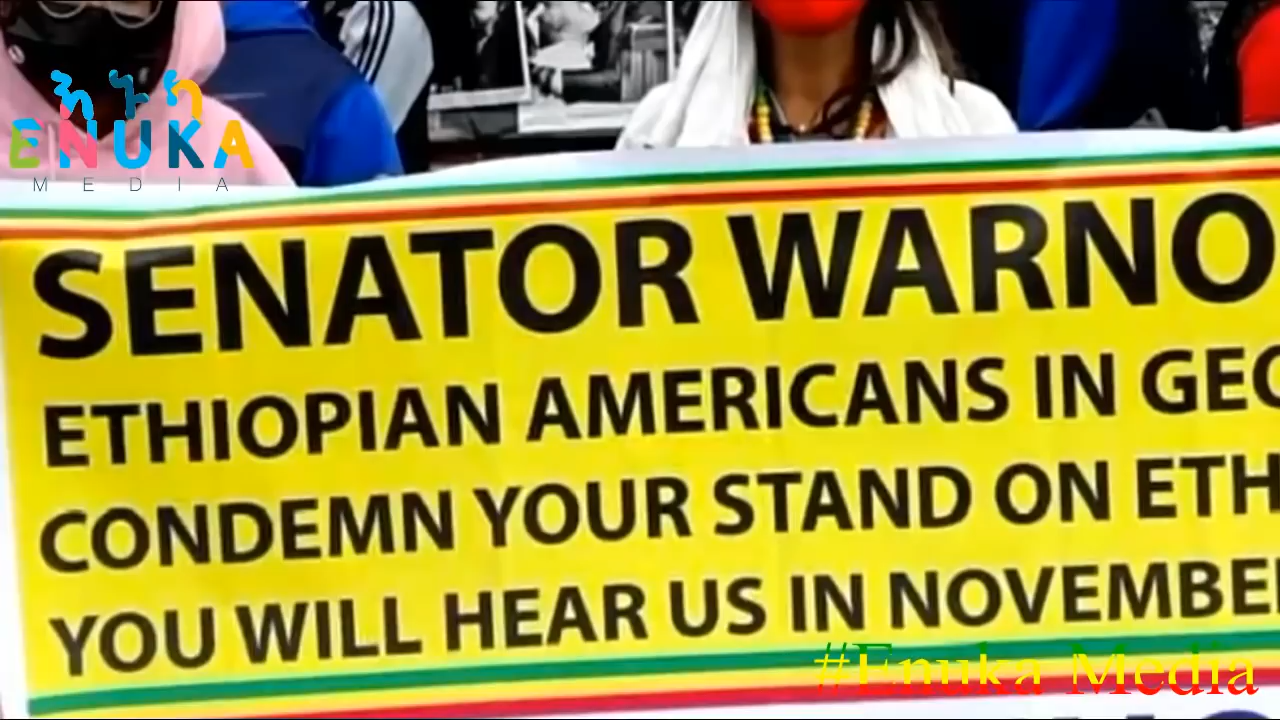 እኑካ
ENUKA
MEDIA
SENATOR WARNO
ETHIOPIAN AMERICANS IN GEO
CONDEMN YOUR STAND ON ETH
YOU WILL HEAR US IN NOVEMBE
#Enuka Media